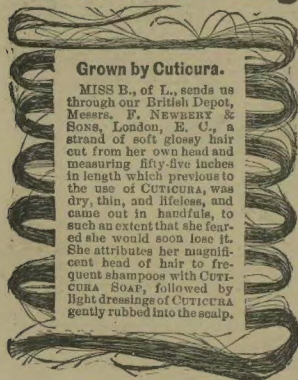 Grown by Cuticura.
MISS B., of L., sends us
through our British Depot,
Messrs. F. NEWBERY &
SONS, London, E. C., a
strand of soft glossy hair
cut from her own head and
measuring fifty-five inches
in length which previous to
the use of CUTICURA, was
dry, thin, and lifeless, and
came out in handfuls, to
such an extent that she fear-
ed she would soon lose it.
She attributes her magnifi-
cent head of hair to fre-
quent shampoos with CUTI-
CURA SOAP, followed by
light dressings of CUTICURA
gently rubbed into the scalp.